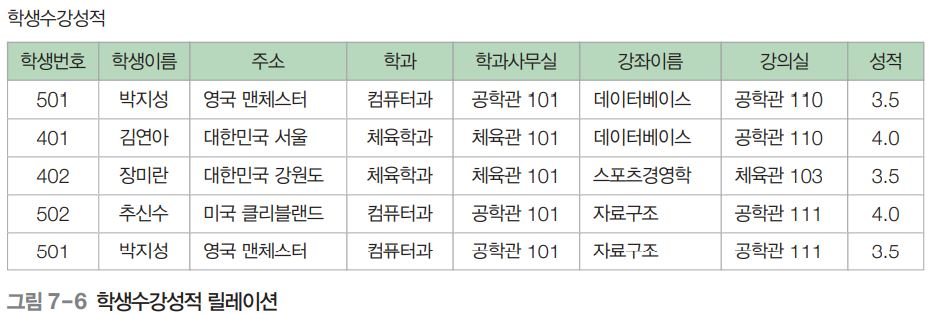 학생수강성적
학생번호 학생이름 주소 학과 학과사무실 강좌이름 강의실 성적
501 박지성 영국 맨체스터 컴퓨터과 공학관 101 데이터베이스 공학관 110 3.5
401 김연아 대한민국 서울 체육학과 체육관 101 데이터베이스 공학관 110 4.0
402 장미란 대한민국 강원도 체육학과 체육관 101 스포츠경영학 체육관 103 3.5
502 추신수 미국 클리블랜드 컴퓨터과 공학관 101 자료구조 공학관 111 4.0
501 박지성 영국 맨체스터 컴퓨터과 공학관 101 자료구조 공학관 111 3.5
그림 7-6 학생수강성적 릴레이션